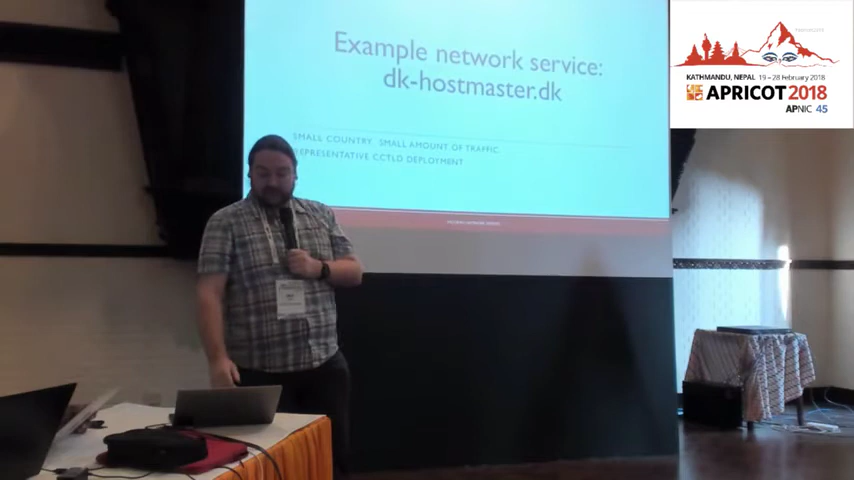 Example network service:
dk-hostmaster.dk
SMALL COUNTRY. SMALL AMOUNT OF TRAFFIC.
REPRESENTATIVE CCTLD DEPLOYMENT
KATHMANDU, NEPAL 19 – 28 February 2018
APRICOT 2018
APNIC 45